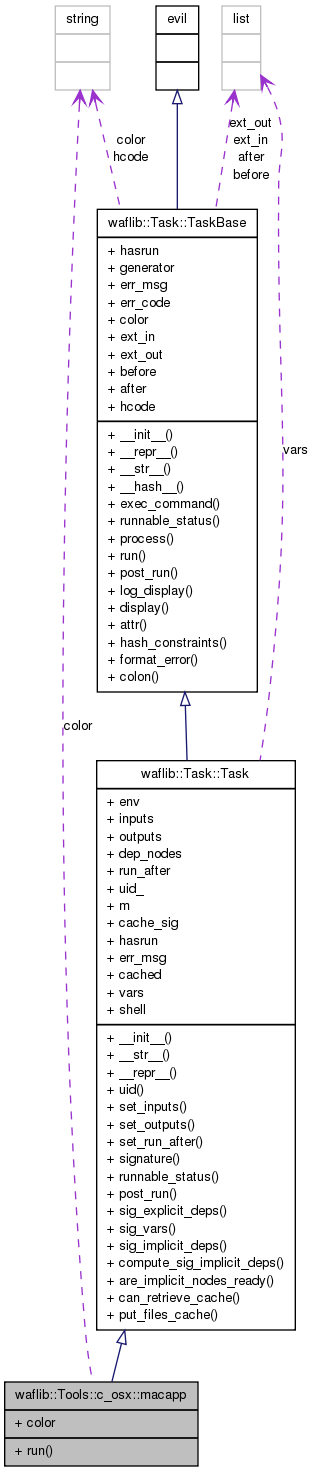 string
evil
list
color
hcode
ext_out
ext_in
after
before
waflib::Task::TaskBase
+ hasrun
+ generator
+ err_msg
+ err_code
+ color
+ ext_in
+ ext_out
+ before
+ after
+ hcode
+ __init__()
+ __repr__()
+ __str__()
+ __hash__()
+ exec_command()
+ runnable_status()
+ process()
+ run()
+ post_run()
+ log_display()
+ display()
+ attr()
+ hash_constraints()
+ format_error()
+ colon()
vars
color
waflib::Task::Task
+ env
+ inputs
+ outputs
+ dep_nodes
+ run_after
+ uid_
+ m
+ cache_sig
+ hasrun
+ err_msg
+ cached
+ vars
+ shell
+ __init__()
+ __str__()
+ __repr__()
+ uid()
+ set_inputs()
+ set_outputs()
+ set_run_after()
+ signature()
+ runnable_status()
+ post_run()
+ sig_explicit_deps()
+ sig_vars()
+ sig_implicit_deps()
+ compute_sig_implicit_deps()
+ are_implicit_nodes_ready()
+ can_retrieve_cache()
+ put_files_cache()
waflib::Tools::c_osx::macapp
+ color
+ run()